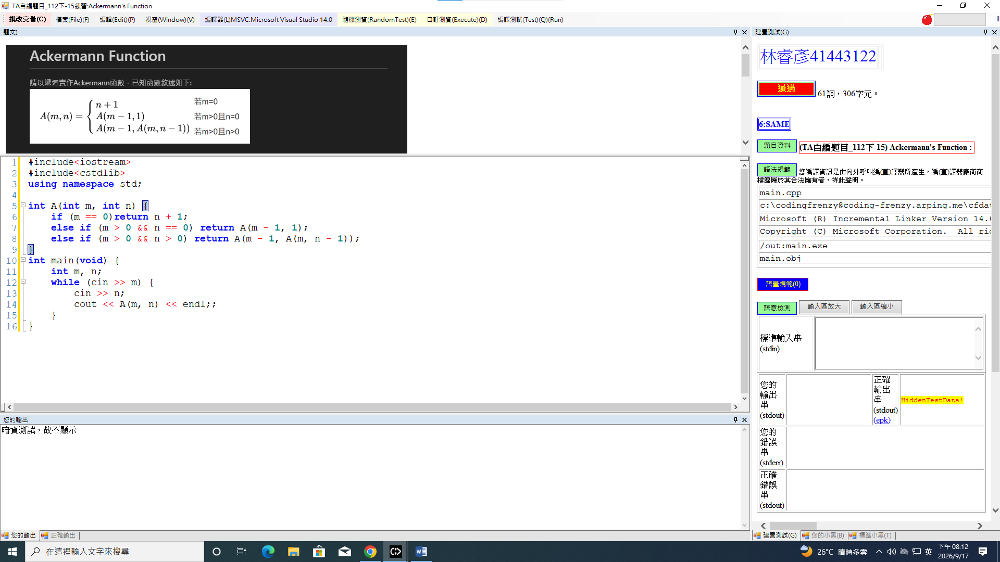 TA自編題目_112下-15練習:Ackermann's Function
批改交卷(C) 檔案(File)(F) 編輯(Edit)(P) 視窗(Window)(V) 編譯器(L)MSVC:Microsoft Visual Studio 14.0 隨機測資(RandomTest)(E) 自訂測資(Execute)(D) 編譯測試(Test)(Q)(Run)
題文)
Ackermann Function
請以遞迴實作Ackermann函數，已知函數敘述如下:
A(m, n) =
n + 1 若m=0
A(m − 1, 1) 若m>0且n=0
A(m − 1, A(m, n − 1)) 若m>0且n>0
1 #include<iostream>
2 #include<cstdlib>
3 using namespace std;
4
5 int A(int m, int n) {
6 if (m == 0)return n + 1;
7 else if (m > 0 && n == 0) return A(m - 1, 1);
8 else if (m > 0 && n > 0) return A(m - 1, A(m, n - 1));
9 }
10 int main(void) {
11 int m, n;
12 while (cin >> m) {
13 cin >> n;
14 cout << A(m, n) << endl;;
15 }
16 }
您的輸出
暗資測試，故不顯示
您的輸出 正確輸出
建置測試(G)
林睿彥41443122
通過 61詞，306字元。
6:SAME
題目資料 (TA自編題目_112下-15) Ackermann's Function :
語法規範 您編譯資訊是由向外呼叫編(直)譯器所產生，編(直)譯器廠商商
標歸屬於其合法擁有者，特此聲明。
main.cpp
c:\codingfrenzy@coding-frenzy.arping.me\cfdat
Microsoft (R) Incremental Linker Version 14.0
Copyright (C) Microsoft Corporation. All rig
/out:main.exe
main.obj
語量規範(0)
語意檢測 輸入區放大 輸入區縮小
標準輸入串
(stdin)
您的
輸出
串
(stdout)
正確
輸出
串
(stdout)
(epk)
HiddenTestData!
您的
錯誤
串
(stderr)
正確
錯誤
串
(stdout)
建置測試(G) 您的小黑(B) 標準小黑(T)
在這裡輸入文字來搜尋
26°C 晴時多雲
英
下午 08:12
2026/9/17